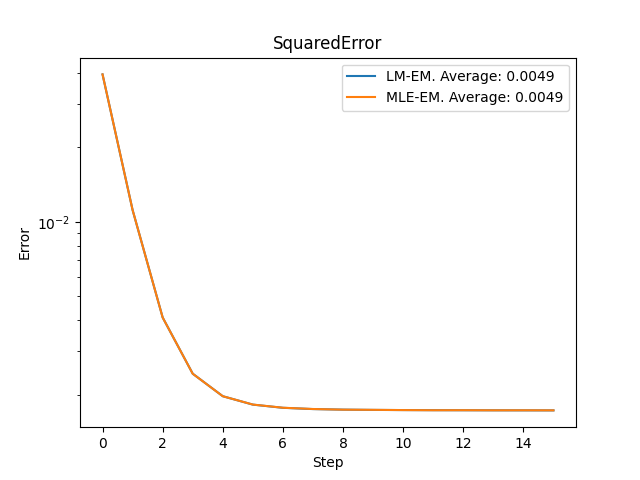 SquaredError
LM-EM. Average: 0.0049
MLE-EM. Average: 0.0049
10⁻²
Error
0 2 4 6 8 10 12 14
Step